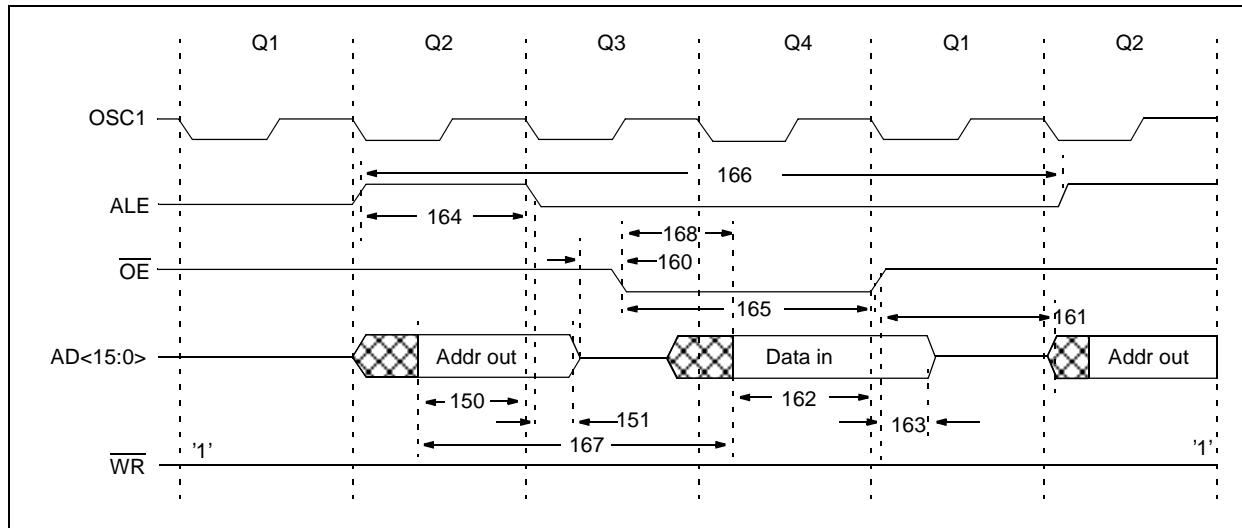 Q1 Q2 Q3 Q4 Q1 Q2
OSC1
166
ALE
164
168
OE
160
165
161
AD<15:0>
Addr out
Data in
Addr out
150
162
151
163
167
'1'
'1'
WR